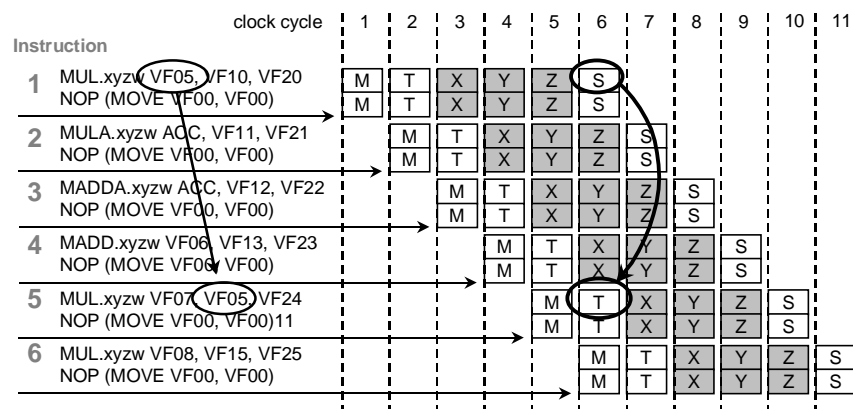 clock cycle 1 2 3 4 5 6 7 8 9 10 11
Instruction
1 MUL.xyzw VF05, VF10, VF20 M T X Y Z S
NOP (MOVE VF00, VF00) M T X Y Z S
2 MULA.xyzw ACC, VF11, VF21 M T X Y Z S
NOP (MOVE VF00, VF00) M T X Y Z S
3 MADDA.xyzw ACC, VF12, VF22 M T X Y Z S
NOP (MOVE VF00, VF00) M T X Y Z S
4 MADD.xyzw VF06, VF13, VF23 M T X Y Z S
NOP (MOVE VF00, VF00) M T X Y Z S
5 MUL.xyzw VF07, VF05, VF24 M T X Y Z S
NOP (MOVE VF00, VF00)11 M T X Y Z S
6 MUL.xyzw VF08, VF15, VF25 M T X Y Z S
NOP (MOVE VF00, VF00) M T X Y Z S